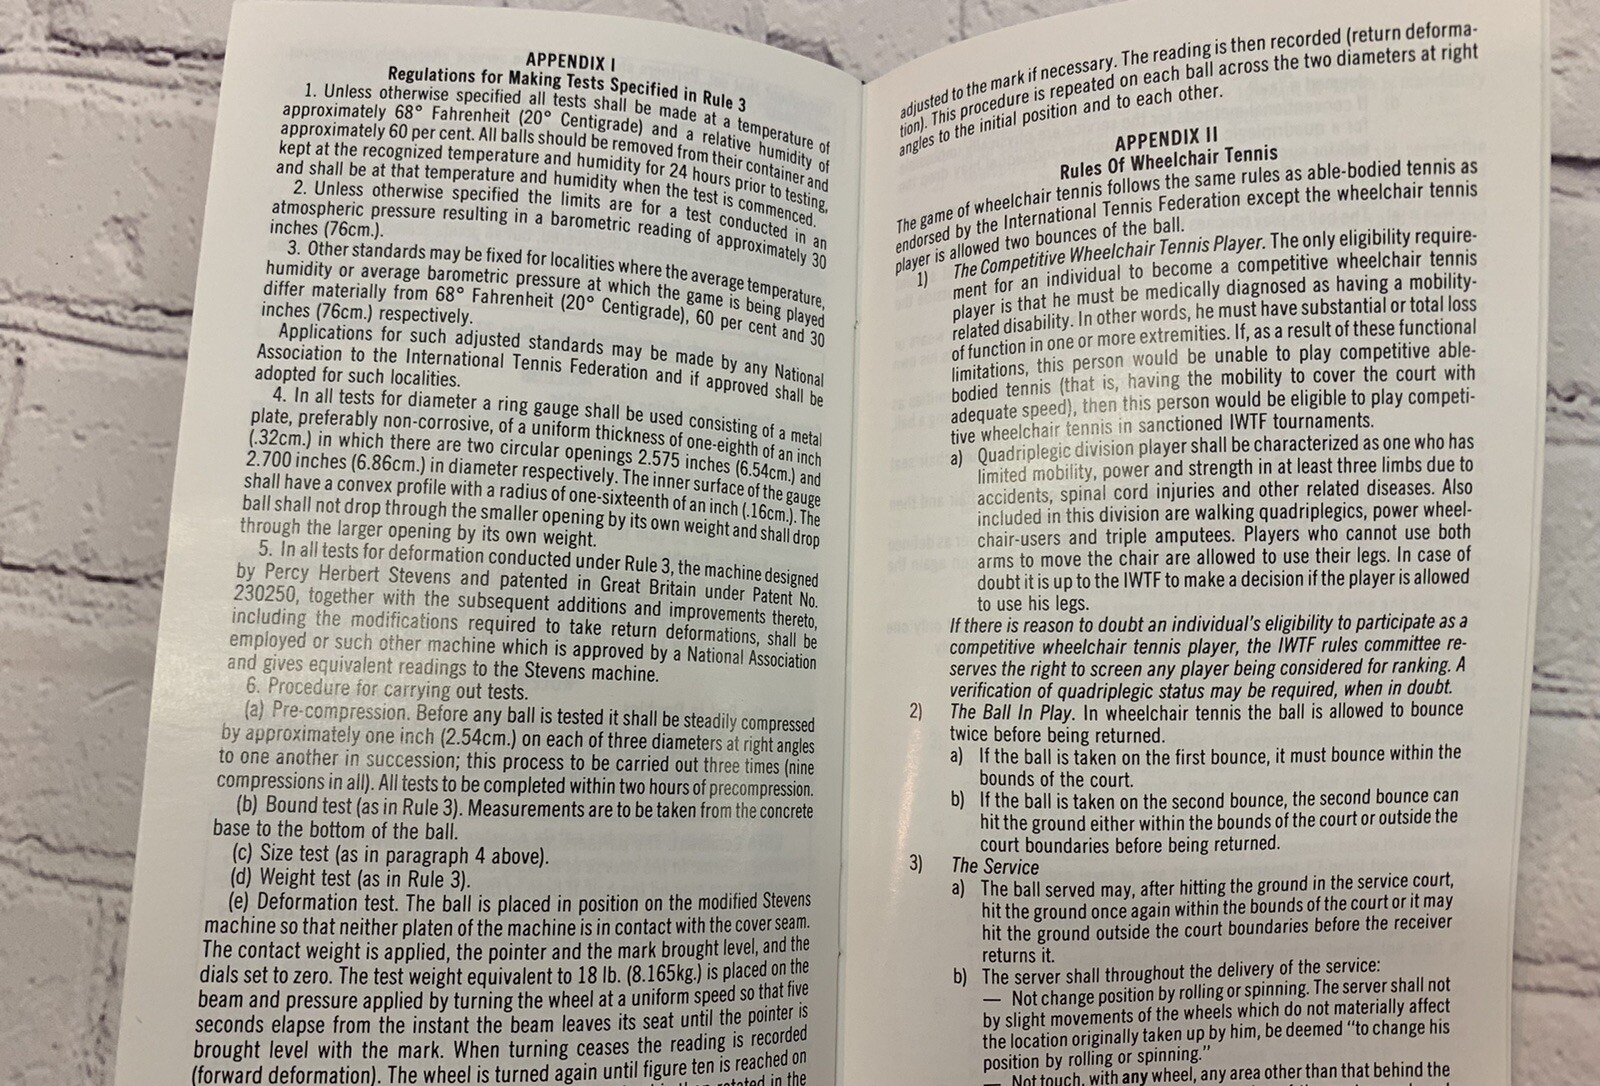 APPENDIX I
Regulations for Making Tests Specified in Rule 3
1. Unless otherwise specified all tests shall be made at a temperature of
approximately 68° Fahrenheit (20° Centigrade) and a relative humidity of
approximately 60 per cent. All balls should be removed from their container and
kept at the recognized temperature and humidity for 24 hours prior to testing,
and shall be at that temperature and humidity when the test is commenced.
2. Unless otherwise specified the limits are for a test conducted in an
atmospheric pressure resulting in a barometric reading of approximately 30
inches (76cm.).
3. Other standards may be fixed for localities where the average temperature,
humidity or average barometric pressure at which the game is being played
differ materially from 68° Fahrenheit (20° Centigrade), 60 per cent and 30
inches (76cm.) respectively.
Applications for such adjusted standards may be made by any National
Association to the International Tennis Federation and if approved shall be
adopted for such localities.
4. In all tests for diameter a ring gauge shall be used consisting of a metal
plate, preferably non-corrosive, of a uniform thickness of one-eighth of an inch
(.32cm.) in which there are two circular openings 2.575 inches (6.54cm.) and
2.700 inches (6.86cm.) in diameter respectively. The inner surface of the gauge
shall have a convex profile with a radius of one-sixteenth of an inch (.16cm.). The
ball shall not drop through the smaller opening by its own weight and shall drop
through the larger opening by its own weight.
5. In all tests for deformation conducted under Rule 3, the machine designed
by Percy Herbert Stevens and patented in Great Britain under Patent No.
230250, together with the subsequent additions and improvements thereto,
including the modifications required to take return deformations, shall be
employed or such other machine which is approved by a National Association
and gives equivalent readings to the Stevens machine.
6. Procedure for carrying out tests.
(a) Pre-compression. Before any ball is tested it shall be steadily compressed
by approximately one inch (2.54cm.) on each of three diameters at right angles
to one another in succession; this process to be carried out three times (nine
compressions in all). All tests to be completed within two hours of precompression.
(b) Bound test (as in Rule 3). Measurements are to be taken from the concrete
base to the bottom of the ball.
(c) Size test (as in paragraph 4 above).
(d) Weight test (as in Rule 3).
(e) Deformation test. The ball is placed in position on the modified Stevens
machine so that neither platen of the machine is in contact with the cover seam.
The contact weight is applied, the pointer and the mark brought level, and the
dials set to zero. The test weight equivalent to 18 lb. (8.165kg.) is placed on the
beam and pressure applied by turning the wheel at a uniform speed so that five
seconds elapse from the instant the beam leaves its seat until the pointer is
brought level with the mark. When turning ceases the reading is recorded
(forward deformation). The wheel is turned again until figure ten is reached on
in the
adjusted to the mark if necessary. The reading is then recorded (return deforma-
tion). This procedure is repeated on each ball across the two diameters at right
angles to the initial position and to each other.
APPENDIX II
Rules Of Wheelchair Tennis
The game of wheelchair tennis follows the same rules as able-bodied tennis as
endorsed by the International Tennis Federation except the wheelchair tennis
player is allowed two bounces of the ball.
1) The Competitive Wheelchair Tennis Player. The only eligibility require-
ment for an individual to become a competitive wheelchair tennis
player is that he must be medically diagnosed as having a mobility-
related disability. In other words, he must have substantial or total loss
of function in one or more extremities. If, as a result of these functional
limitations, this person would be unable to play competitive able-
bodied tennis (that is, having the mobility to cover the court with
adequate speed), then this person would be eligible to play competi-
tive wheelchair tennis in sanctioned IWTF tournaments.
a) Quadriplegic division player shall be characterized as one who has
limited mobility, power and strength in at least three limbs due to
accidents, spinal cord injuries and other related diseases. Also
included in this division are walking quadriplegics, power wheel-
chair-users and triple amputees. Players who cannot use both
arms to move the chair are allowed to use their legs. In case of
doubt it is up to the IWTF to make a decision if the player is allowed
to use his legs.
If there is reason to doubt an individual's eligibility to participate as a
competitive wheelchair tennis player, the IWTF rules committee re-
serves the right to screen any player being considered for ranking. A
verification of quadriplegic status may be required, when in doubt.
2) The Ball In Play. In wheelchair tennis the ball is allowed to bounce
twice before being returned.
a) If the ball is taken on the first bounce, it must bounce within the
bounds of the court.
b) If the ball is taken on the second bounce, the second bounce can
hit the ground either within the bounds of the court or outside the
court boundaries before being returned.
3) The Service
a) The ball served may, after hitting the ground in the service court,
hit the ground once again within the bounds of the court or it may
hit the ground outside the court boundaries before the receiver
returns it.
b) The server shall throughout the delivery of the service:
— Not change position by rolling or spinning. The server shall not
by slight movements of the wheels which do not materially affect
the location originally taken up by him, be deemed "to change his
position by rolling or spinning."
— Not touch, with any wheel, any area other than that behind the